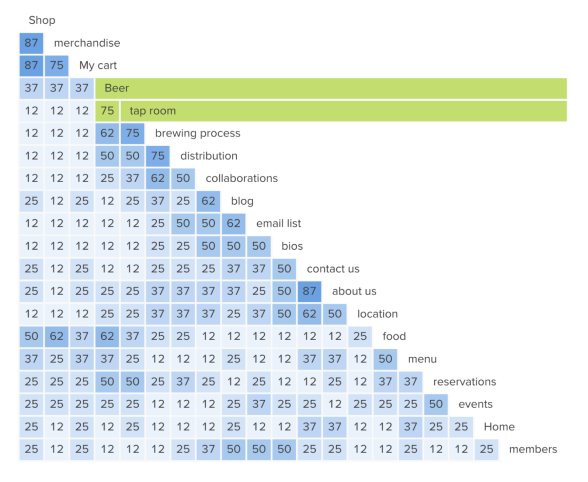 Shop
87 merchandise
87 75 My cart
37 37 37 Beer
12 12 12 75 tap room
12 12 12 62 75 brewing process
12 12 12 50 50 75 distribution
12 12 12 25 37 62 50 collaborations
25 12 25 12 25 37 25 62 blog
12 12 12 12 12 25 50 50 62 email list
12 12 12 12 12 25 25 50 50 50 bios
25 12 25 12 25 25 25 37 37 50 contact us
25 12 25 25 25 37 37 37 37 25 50 87 about us
12 12 12 25 25 37 37 37 25 37 50 62 50 location
50 62 37 62 37 25 25 12 12 12 12 12 12 25 food
37 25 37 37 25 12 12 12 25 12 12 37 37 12 50 menu
25 25 25 50 50 25 37 25 12 25 12 12 25 12 37 37 reservations
25 25 25 25 25 12 12 12 25 37 25 25 12 25 25 25 50 events
25 12 25 12 12 12 25 25 12 12 12 37 37 12 12 37 25 25 Home
25 12 25 12 12 12 25 37 50 50 50 25 25 12 12 25 12 12 25 members